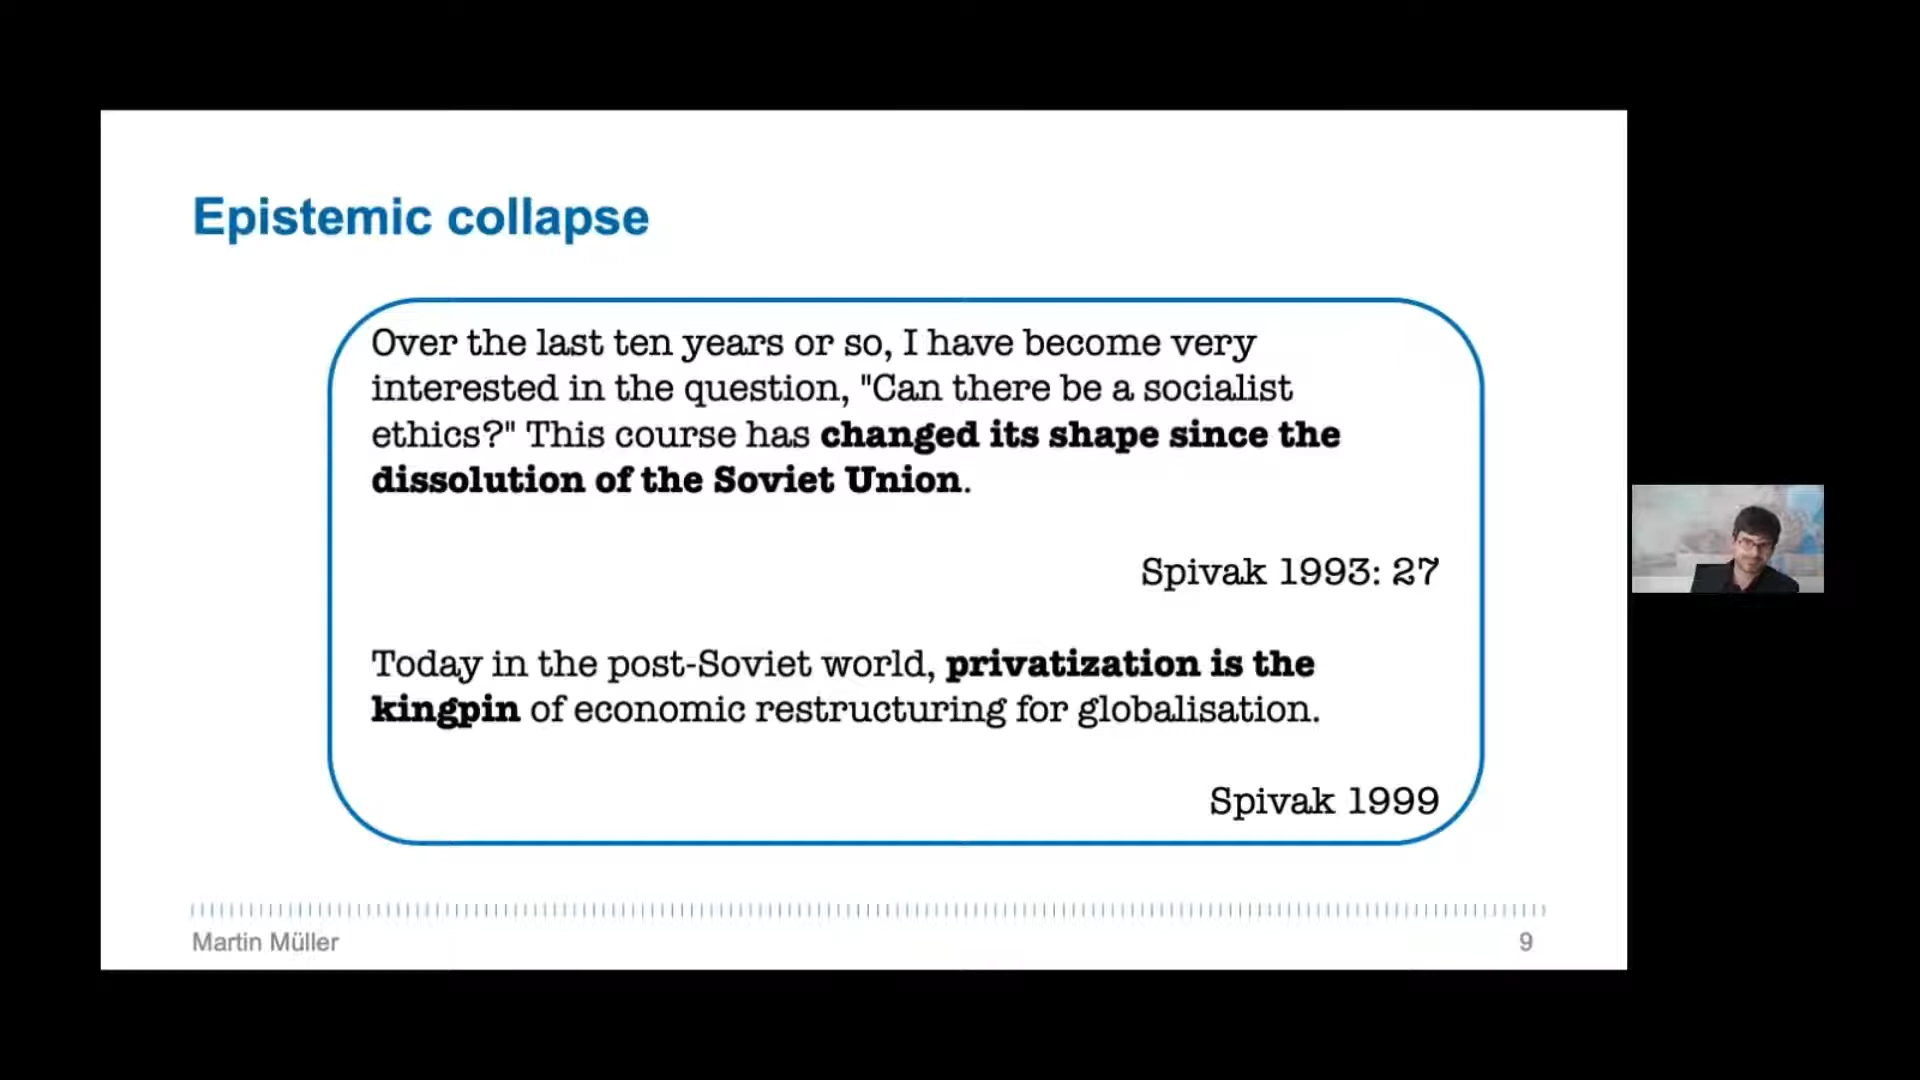 Epistemic collapse
Over the last ten years or so, I have become very
interested in the question, "Can there be a socialist
ethics?" This course has changed its shape since the
dissolution of the Soviet Union.
Spivak 1993: 27
Today in the post-Soviet world, privatization is the
kingpin of economic restructuring for globalisation.
Spivak 1999
Martin Müller
9